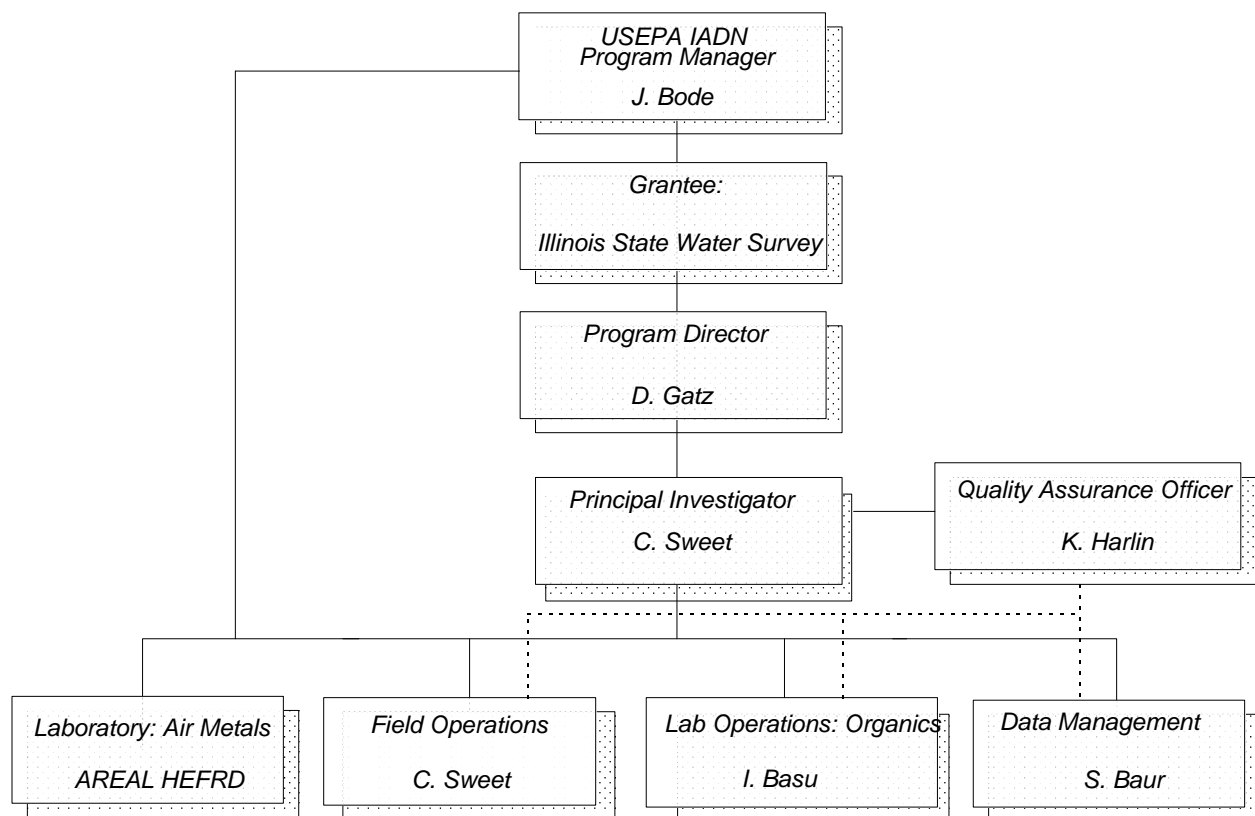 USEPA IADN
Program Manager
J. Bode
Grantee:
Illinois State Water Survey
Program Director
D. Gatz
Principal Investigator
C. Sweet
Quality Assurance Officer
K. Harlin
Laboratory: Air Metals
AREAL HEFRD
Field Operations
C. Sweet
Lab Operations: Organics
I. Basu
Data Management
S. Baur